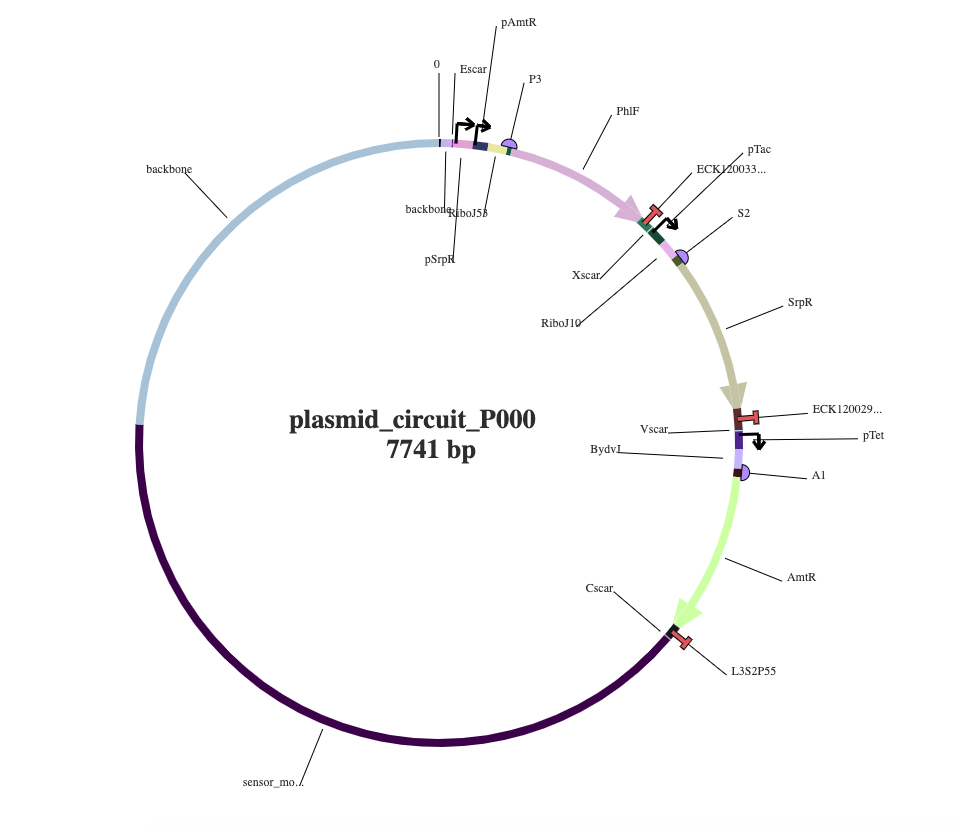 pAmtR
0
Escar
P3
PhlF
pTac
ECK120033...
backbone
backbone
RiboJ53
S2
pSrpR
Xscar
SrpR
RiboJ10
plasmid_circuit_P000
7741 bp
ECK120029...
Vscar
pTet
BydvJ
A1
AmtR
Cscar
L3S2P55
sensor_mo...